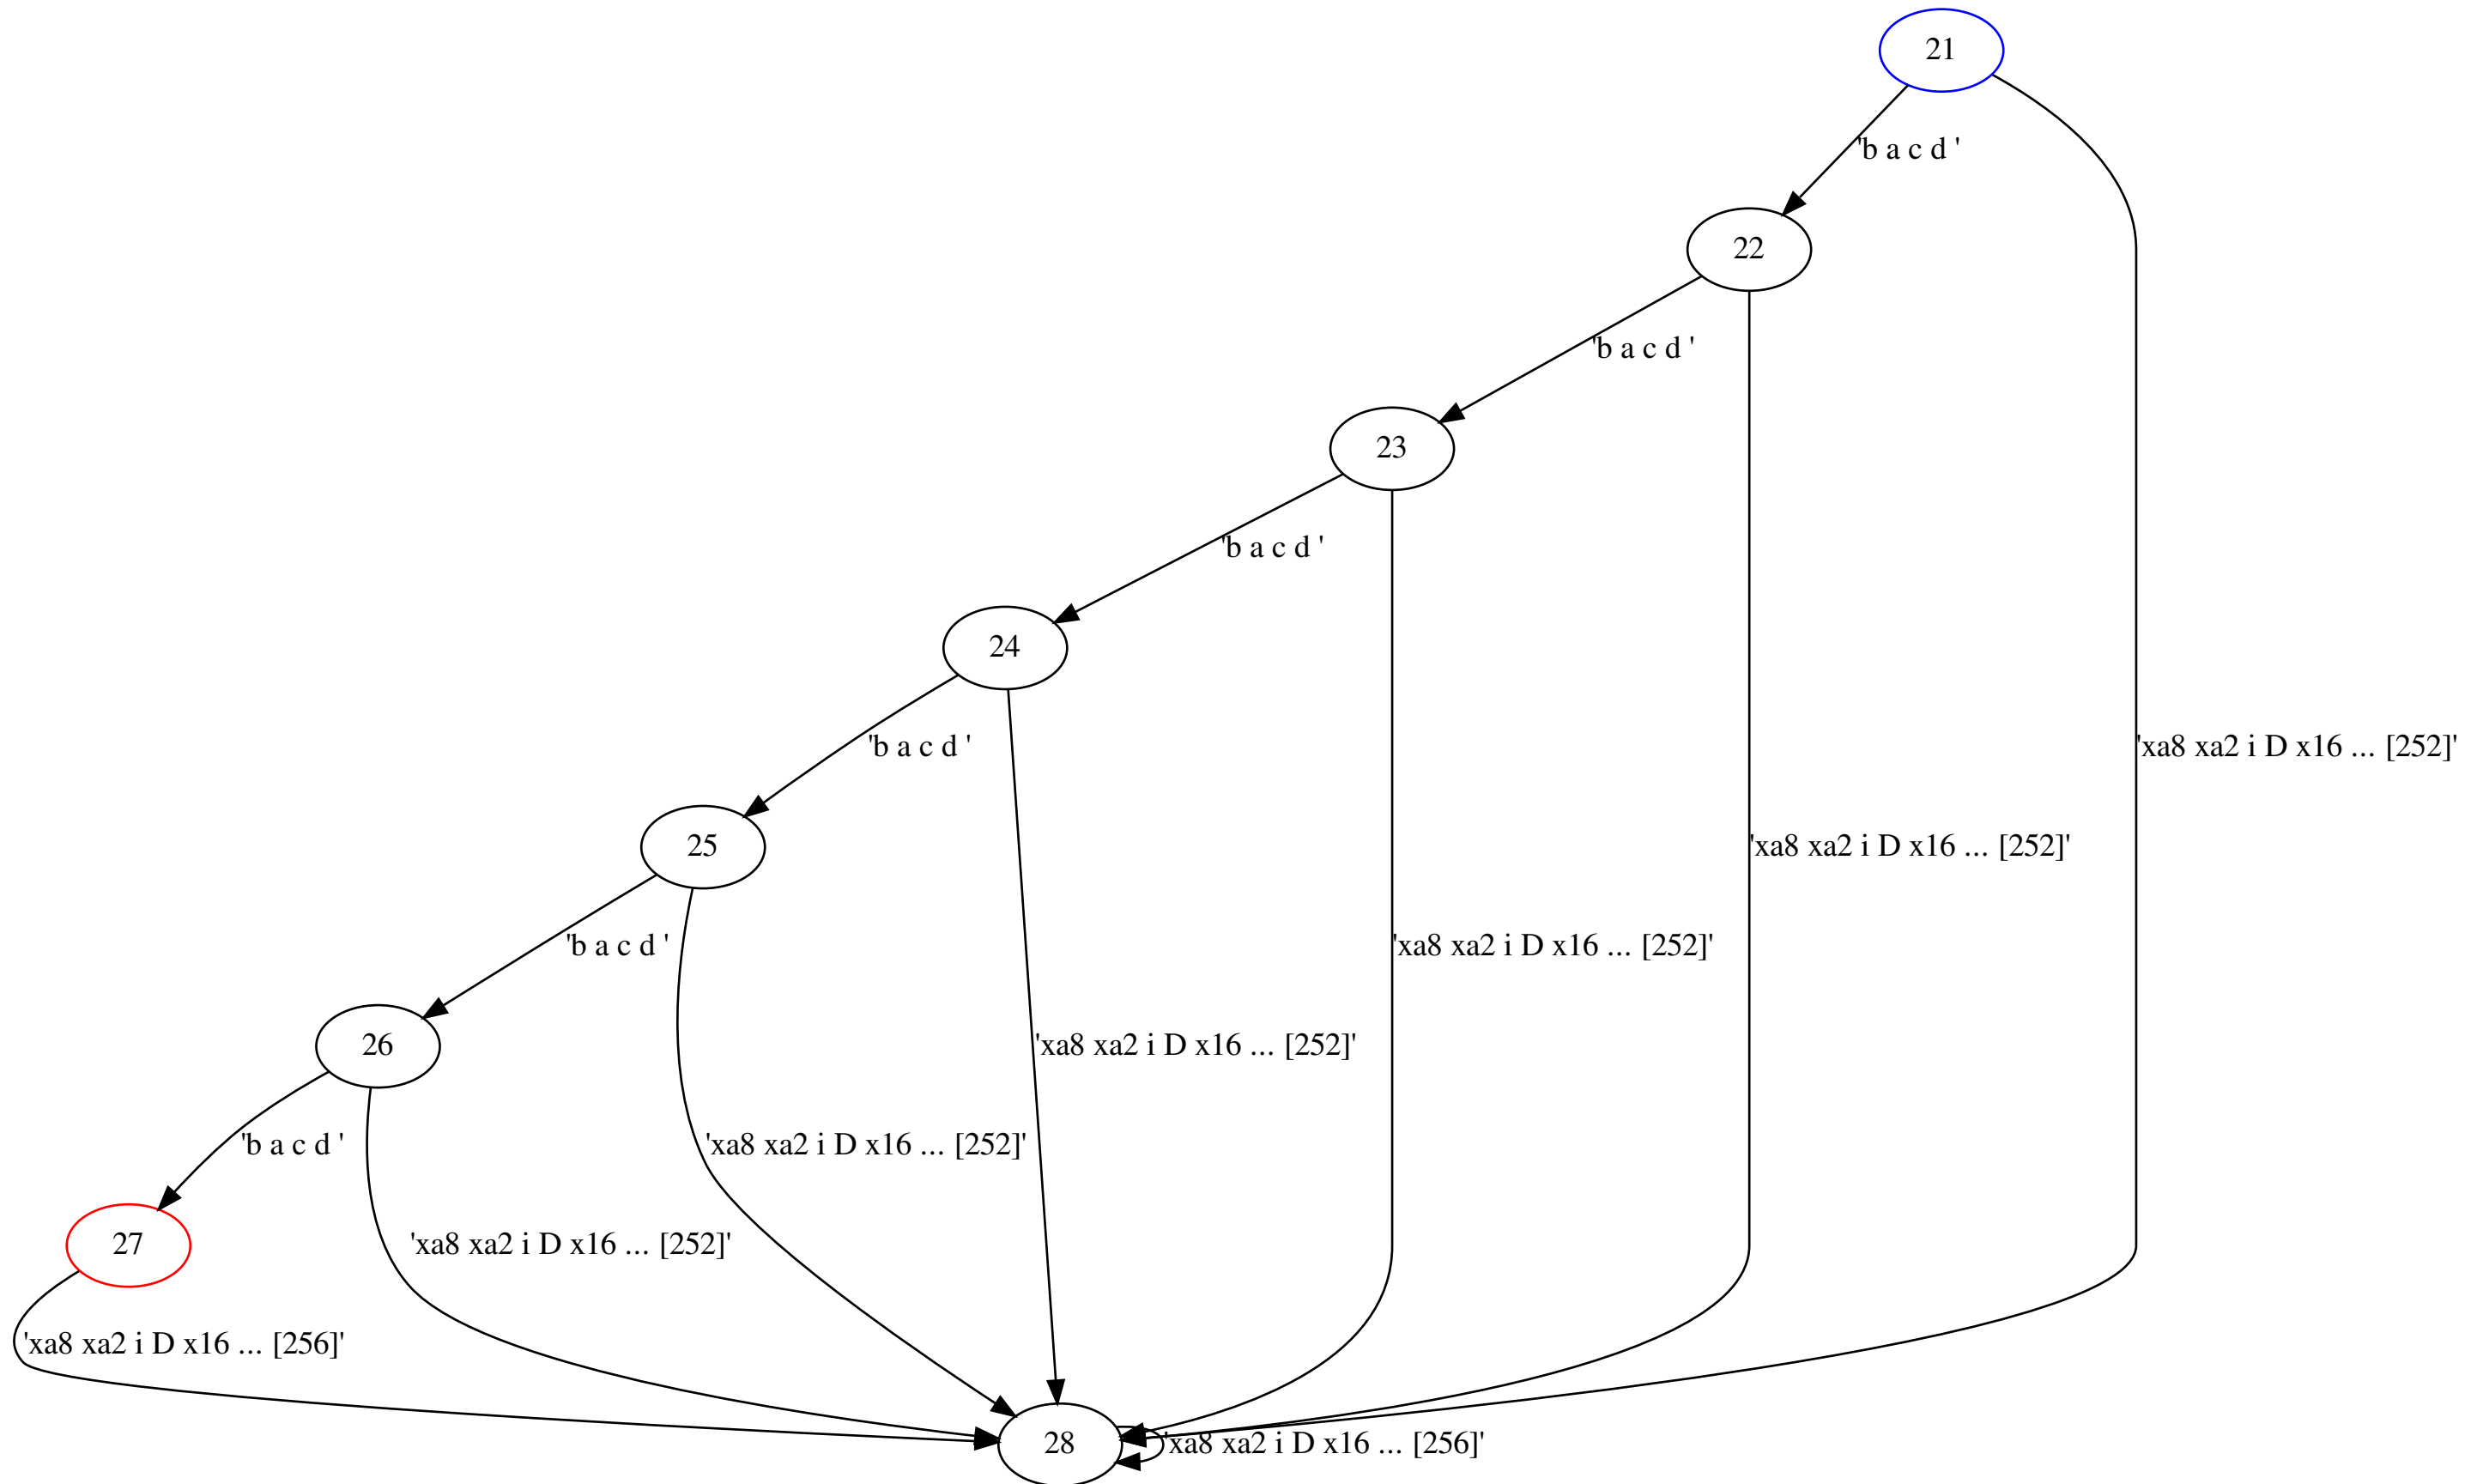 21
'b a c d '
22
'b a c d '
23
'b a c d '
24
'b a c d '
'xa8 xa2 i D x16 ... [252]'
25
'xa8 xa2 i D x16 ... [252]'
'b a c d '
'xa8 xa2 i D x16 ... [252]'
26
'xa8 xa2 i D x16 ... [252]'
'b a c d '
'xa8 xa2 i D x16 ... [252]'
27
'xa8 xa2 i D x16 ... [252]'
'xa8 xa2 i D x16 ... [256]'
28
'xa8 xa2 i D x16 ... [256]'